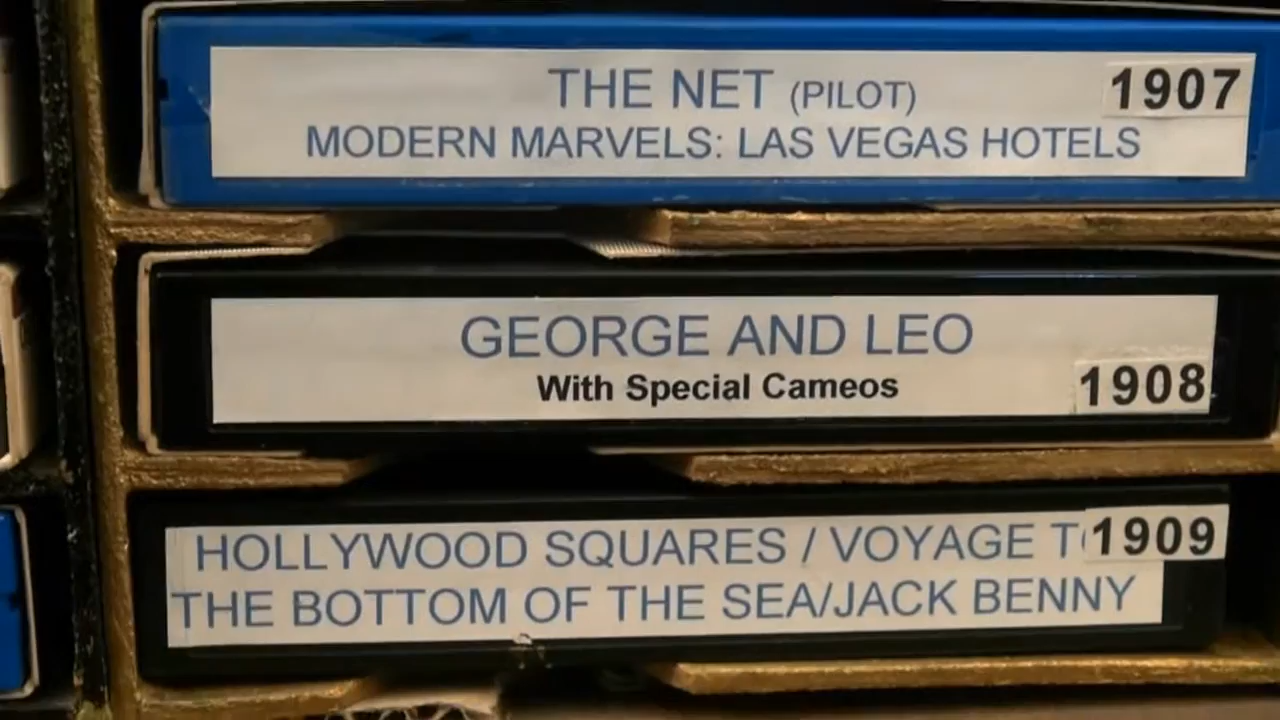 THE NET (PILOT) 1907
MODERN MARVELS: LAS VEGAS HOTELS
GEORGE AND LEO
With Special Cameos 1908
HOLLYWOOD SQUARES / VOYAGE 1909
THE BOTTOM OF THE SEA/JACK BENNY